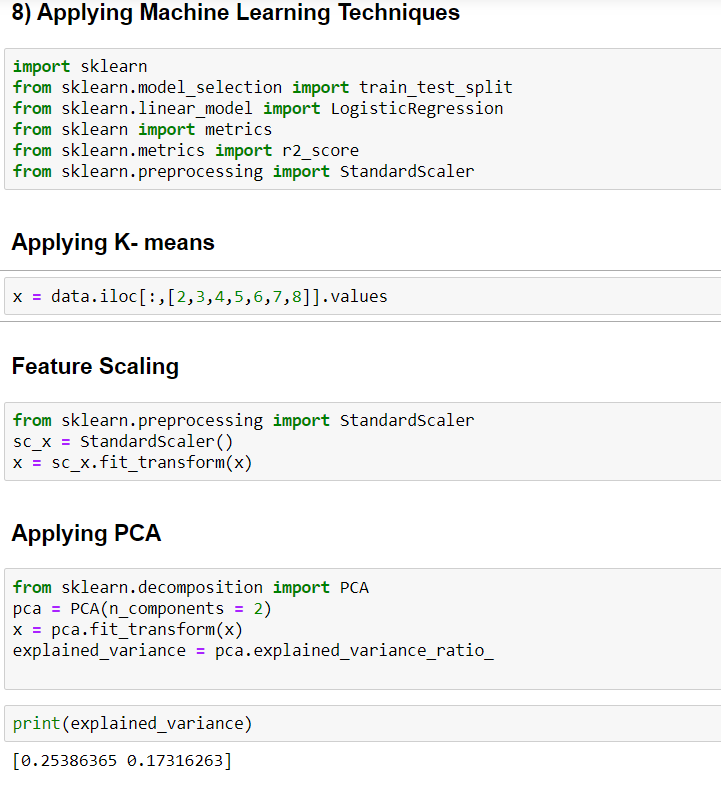 8) Applying Machine Learning Techniques
import sklearn
from sklearn.model_selection import train_test_split
from sklearn.linear_model import LogisticRegression
from sklearn import metrics
from sklearn.metrics import r2_score
from sklearn.preprocessing import StandardScaler
Applying K- means
x = data.iloc[:,[2,3,4,5,6,7,8]].values
Feature Scaling
from sklearn.preprocessing import StandardScaler
sc_x = StandardScaler()
x = sc_x.fit_transform(x)
Applying PCA
from sklearn.decomposition import PCA
pca = PCA(n_components = 2)
x = pca.fit_transform(x)
explained_variance = pca.explained_variance_ratio_
print(explained_variance)
[0.25386365 0.17316263]